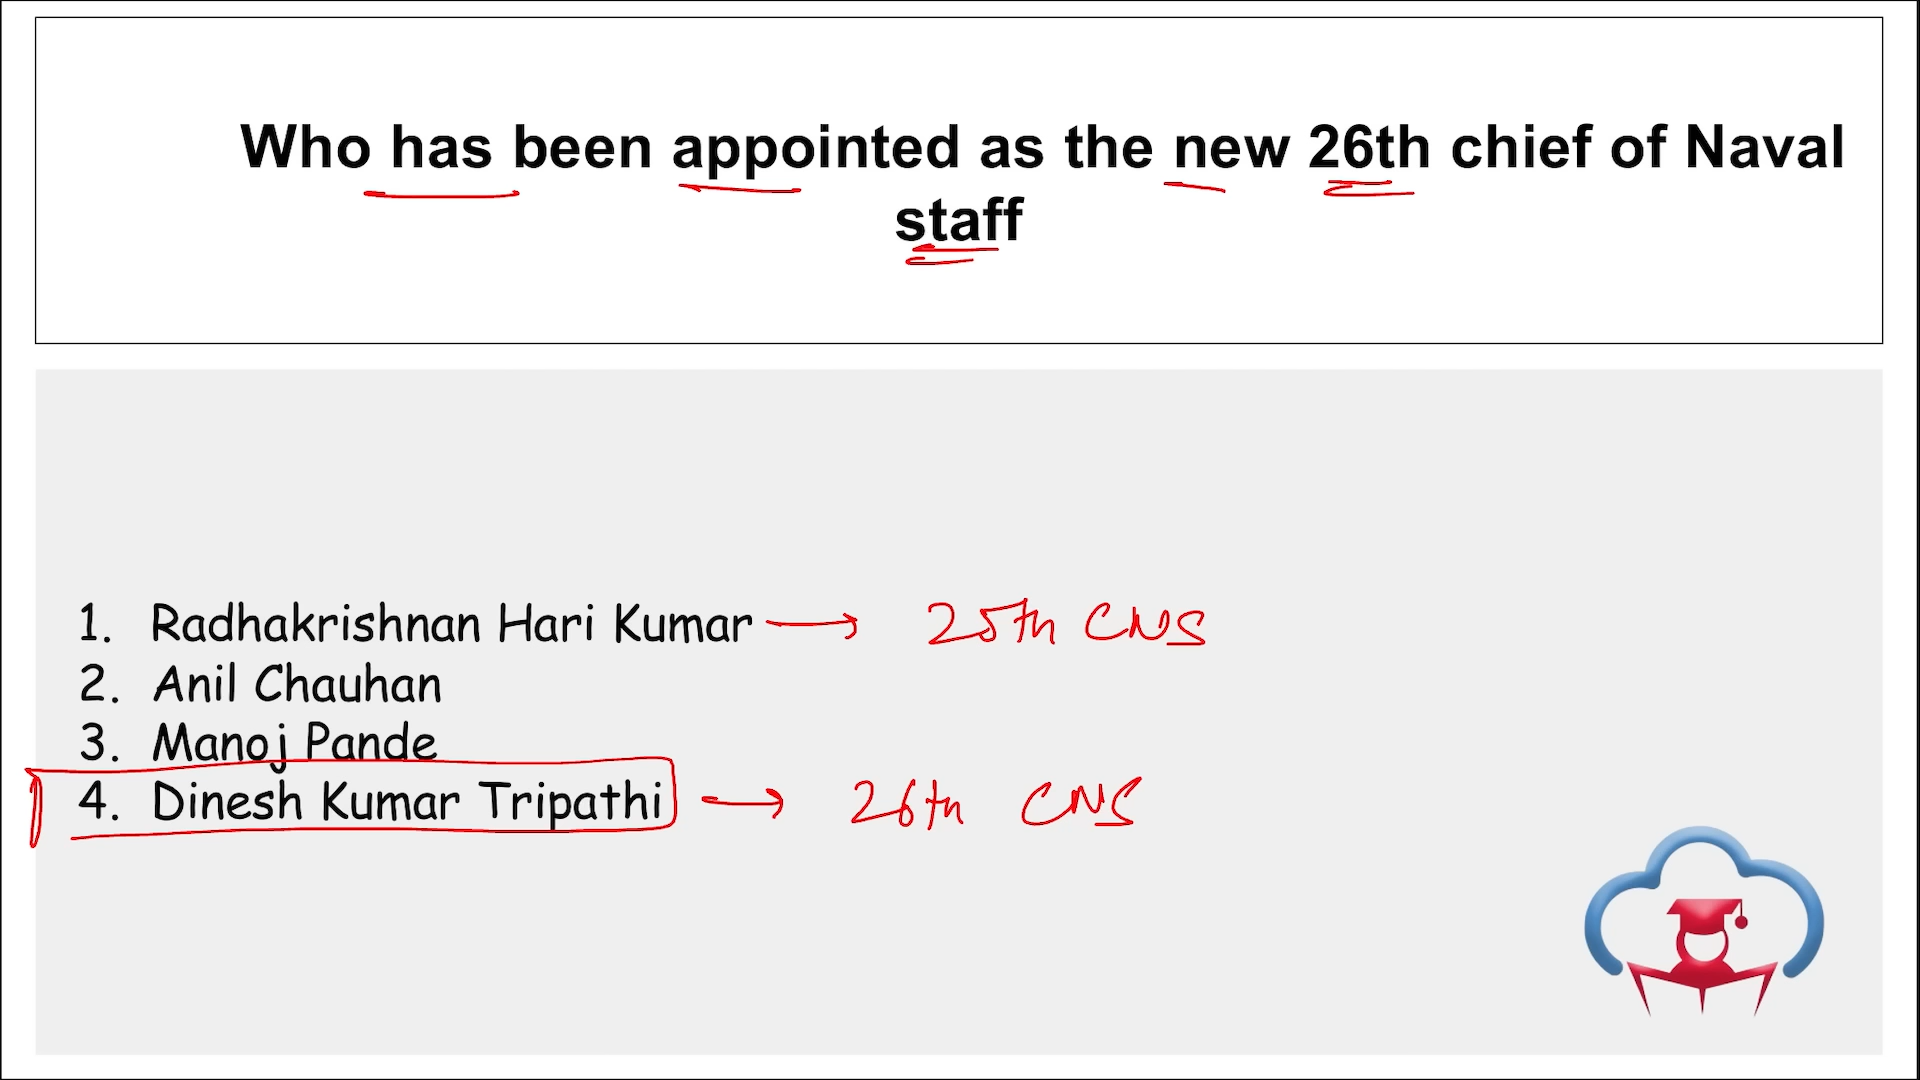 Who has been appointed as the new 26th chief of Naval
staff
1. Radhakrishnan Hari Kumar → 25th CNS
2. Anil Chauhan
3. Manoj Pande
4. Dinesh Kumar Tripathi → 26th CNS